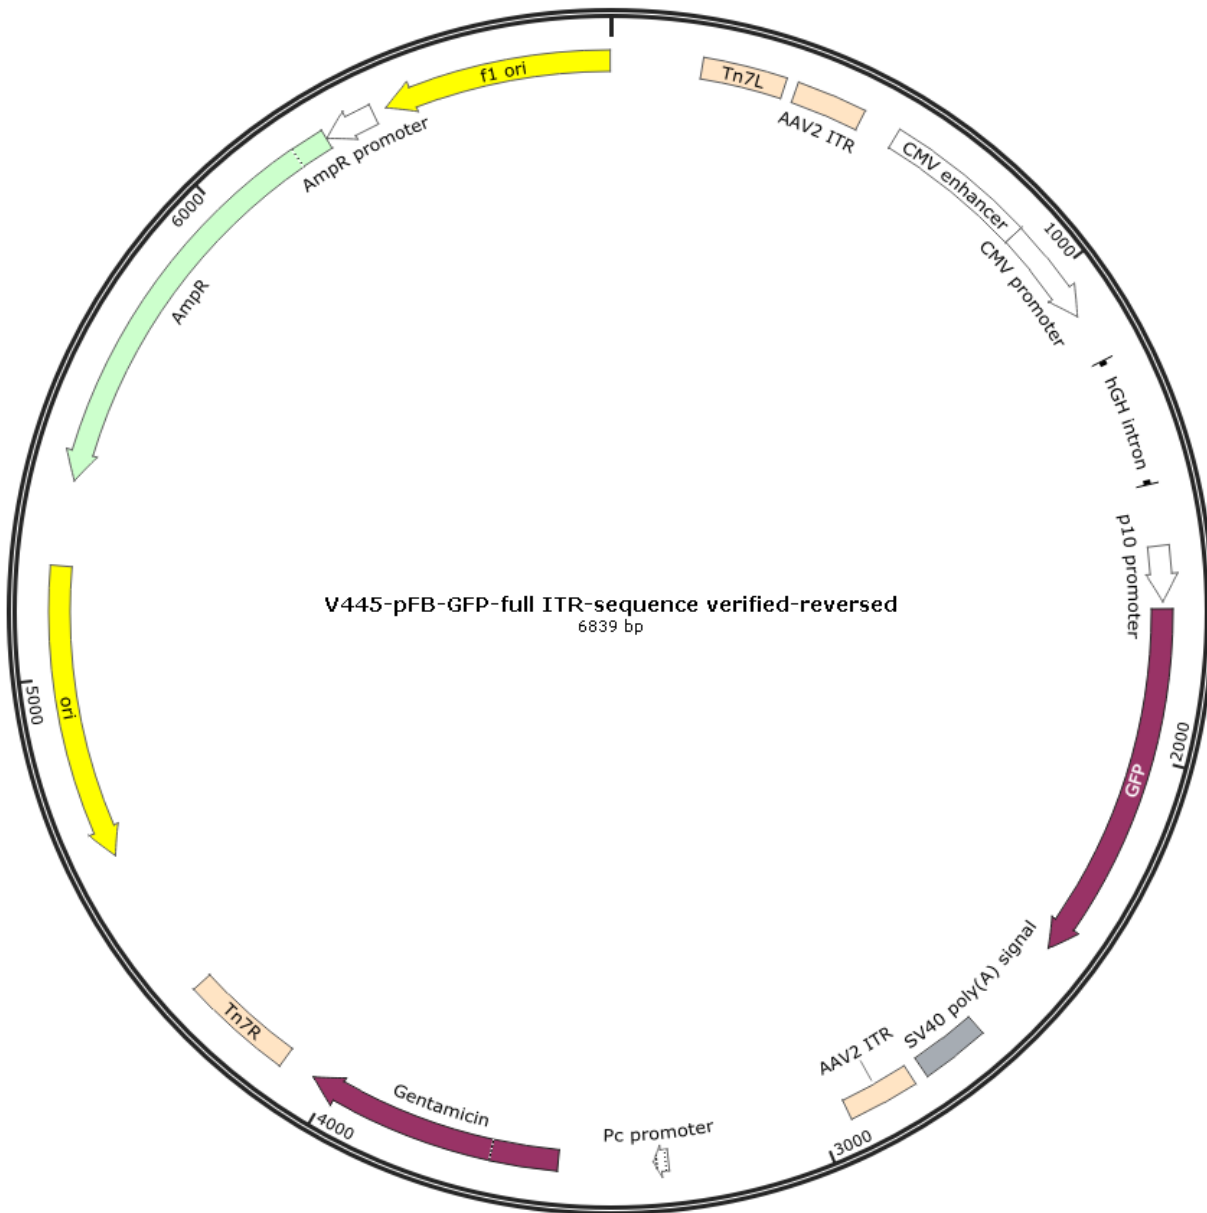 f1 ori
Tn7L
AAV2 ITR
CMV enhancer
CMV promoter
1000
hGH intron
p10 promoter
GFP
2000
SV40 poly(A) signal
AAV2 ITR
3000
Pc promoter
Gentamicin
4000
Tn7R
ori
5000
AmpR
6000
AmpR promoter
V445-pFB-GFP-full ITR-sequence verified-reversed
6839 bp